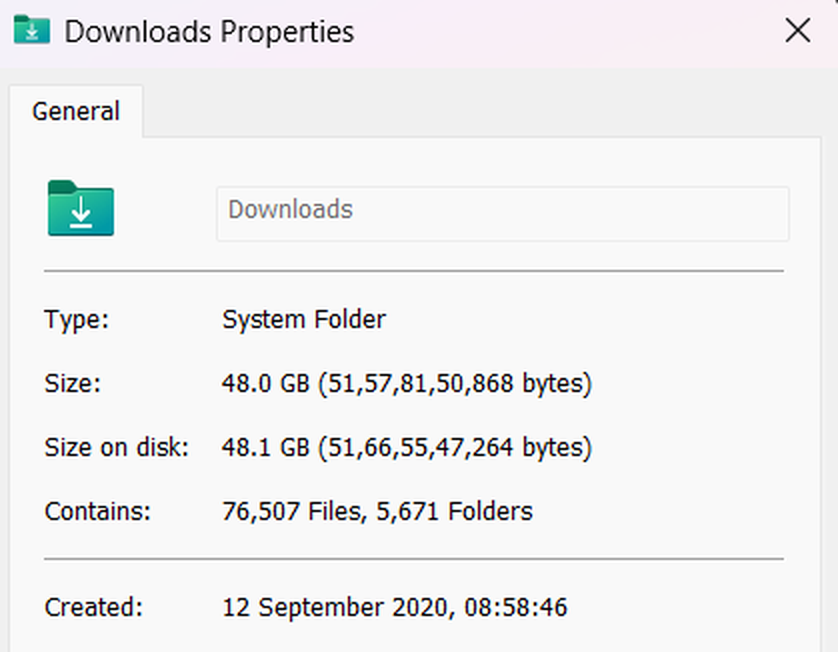 Downloads Properties
General
Downloads
Type: System Folder
Size: 48.0 GB (51,57,81,50,868 bytes)
Size on disk: 48.1 GB (51,66,55,47,264 bytes)
Contains: 76,507 Files, 5,671 Folders
Created: 12 September 2020, 08:58:46